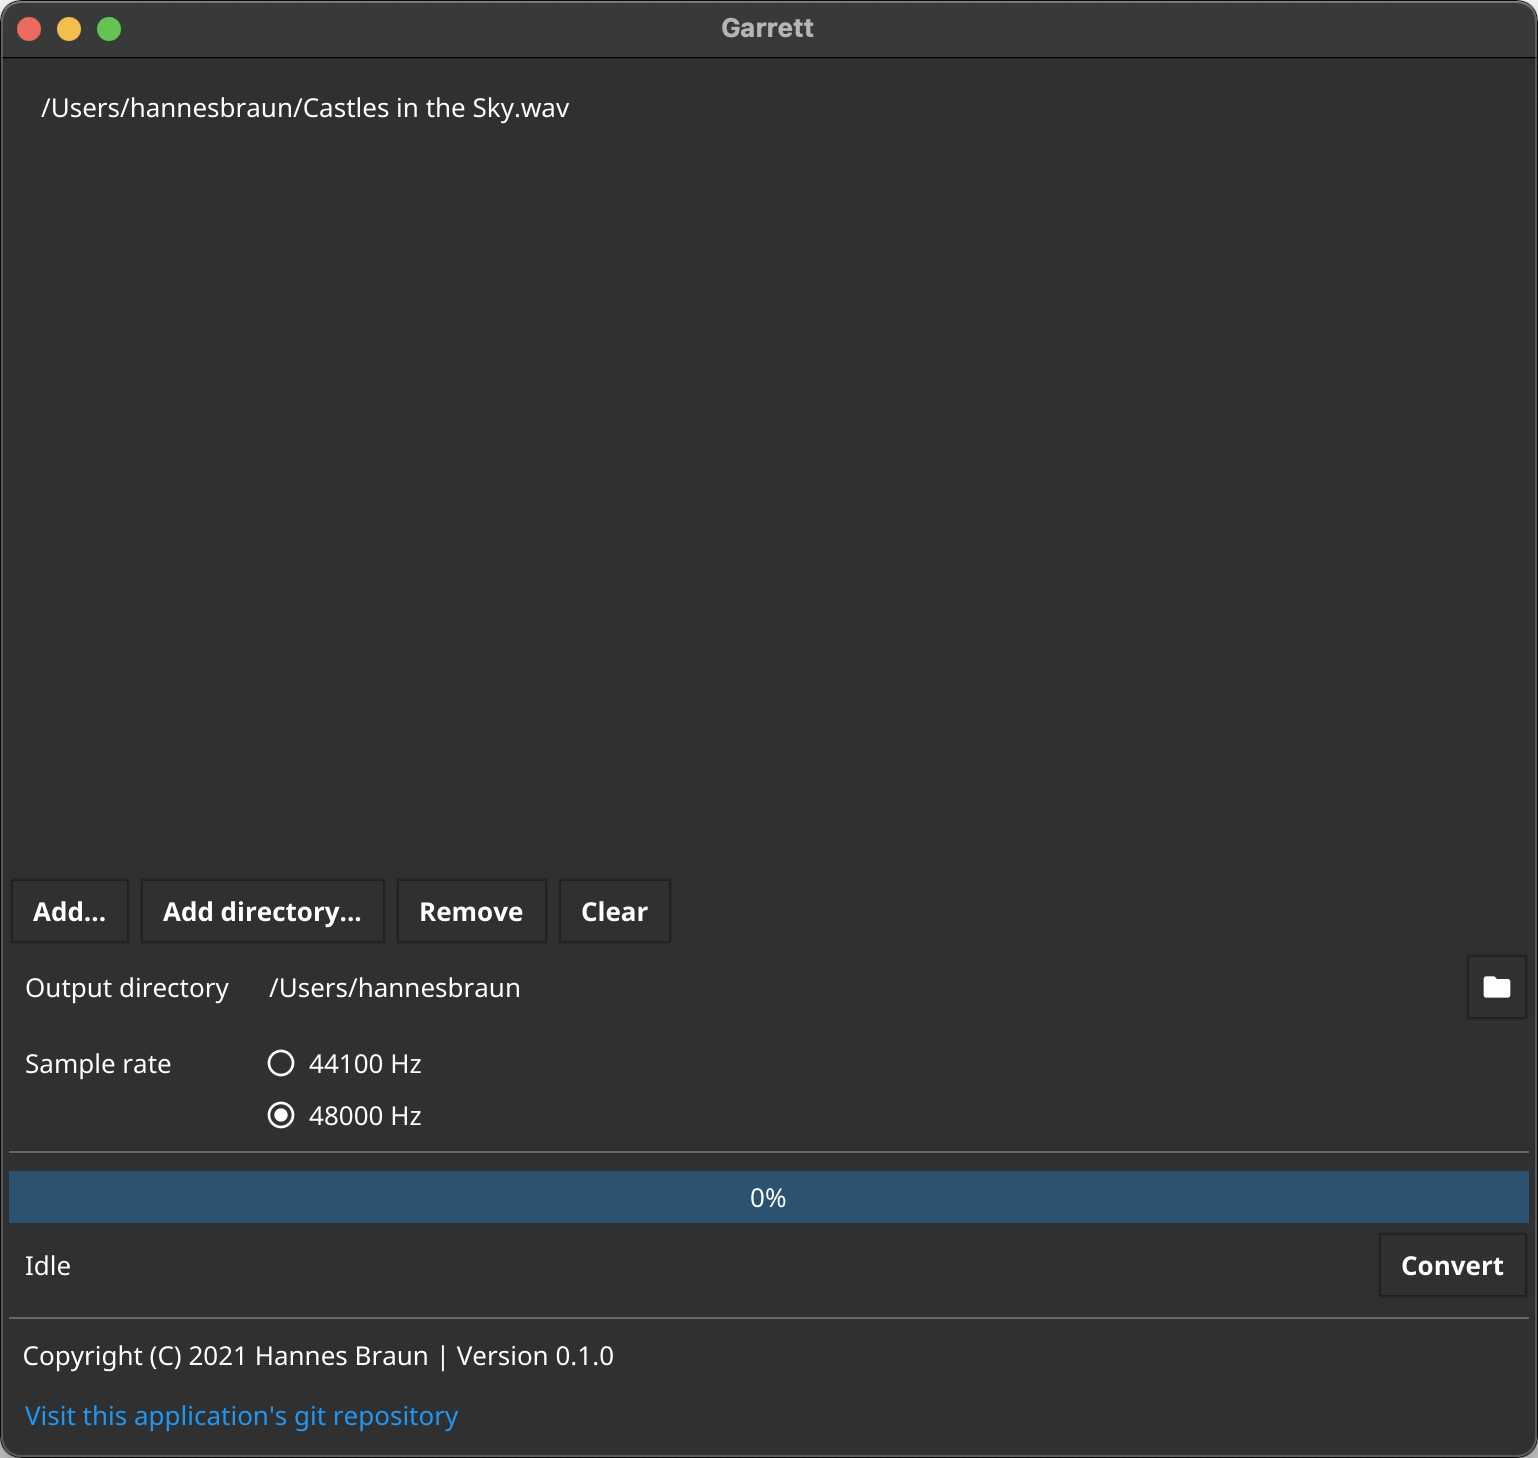 Garrett
/Users/hannesbraun/Castles in the Sky.wav
Add...
Add directory...
Remove
Clear
Output directory
/Users/hannesbraun
Sample rate
44100 Hz
48000 Hz
0%
Idle
Convert
Copyright (C) 2021 Hannes Braun | Version 0.1.0
Visit this application's git repository